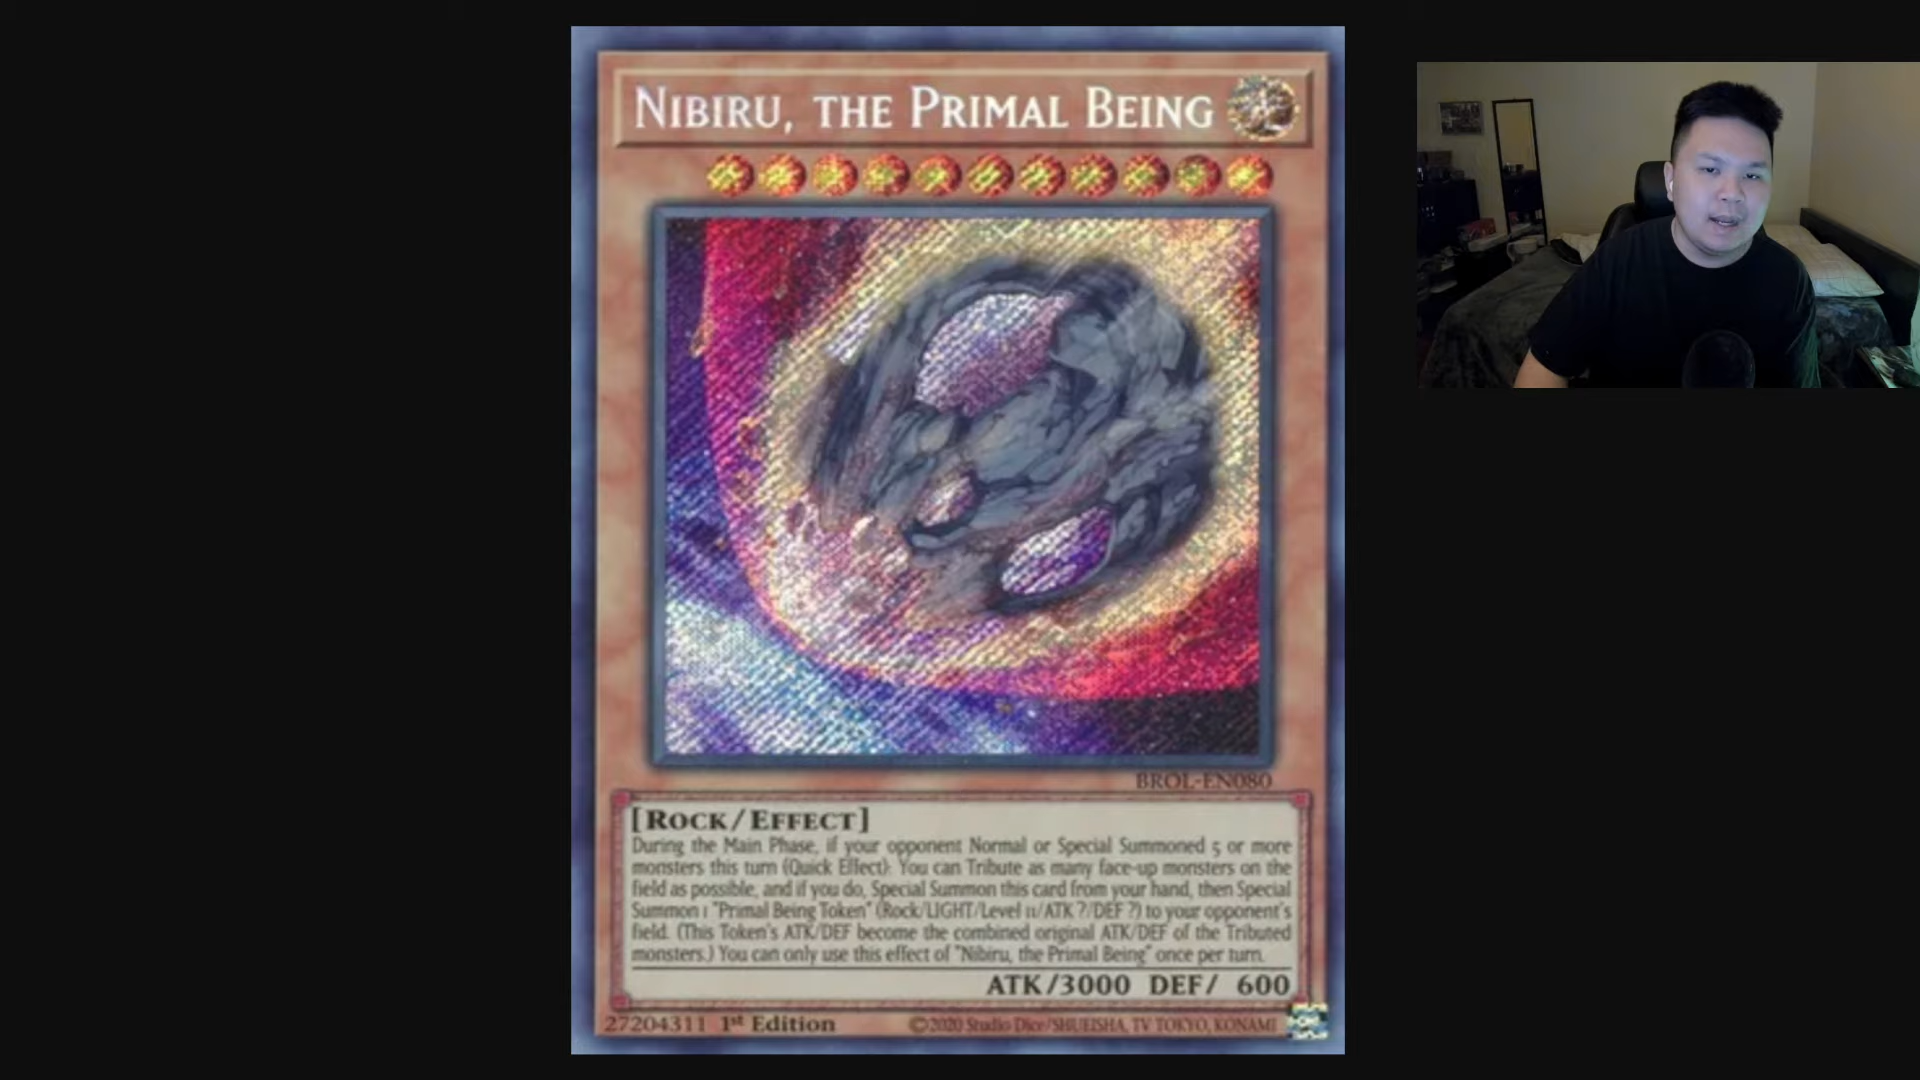 NIBIRU, THE PRIMAL BEING
BROL-EN080
[ROCK/EFFECT]
During the Main Phase, if your opponent Normal or Special Summoned 5 or more
monsters this turn (Quick Effect): You can Tribute as many face-up monsters on the
field as possible, and if you do, Special Summon this card from your hand, then Special
Summon 1 "Primal Being Token" (Rock/LIGHT/Level 11/ATK ?/DEF ?) to your opponent's
field. (This Token's ATK/DEF become the combined original ATK/DEF of the Tributed
monsters.) You can only use this effect of "Nibiru, the Primal Being" once per turn.
ATK/3000 DEF/ 600
27204311 1st Edition ©2020 Studio Dice/SHUEISHA, TV TOKYO, KONAMI